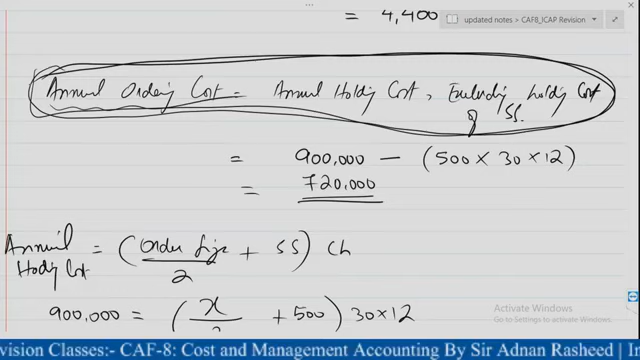 = 4,400
updated notes > CAF8_ICAP Revision
Annual Ordering Cost = Annual Holding Cost, Excluding holding Cost
of SS.
= 900,000 - (500 × 30 × 12)
= 720,000
Annual Holding Cost = (Order Size / 2 + SS) Ch
900,000 = (x / 2 + 500) 30 × 12
Activate Windows
Go to Settings to activate Windows.
vision Classes:- CAF-8: Cost and Management Accounting By Sir Adnan Rasheed | In